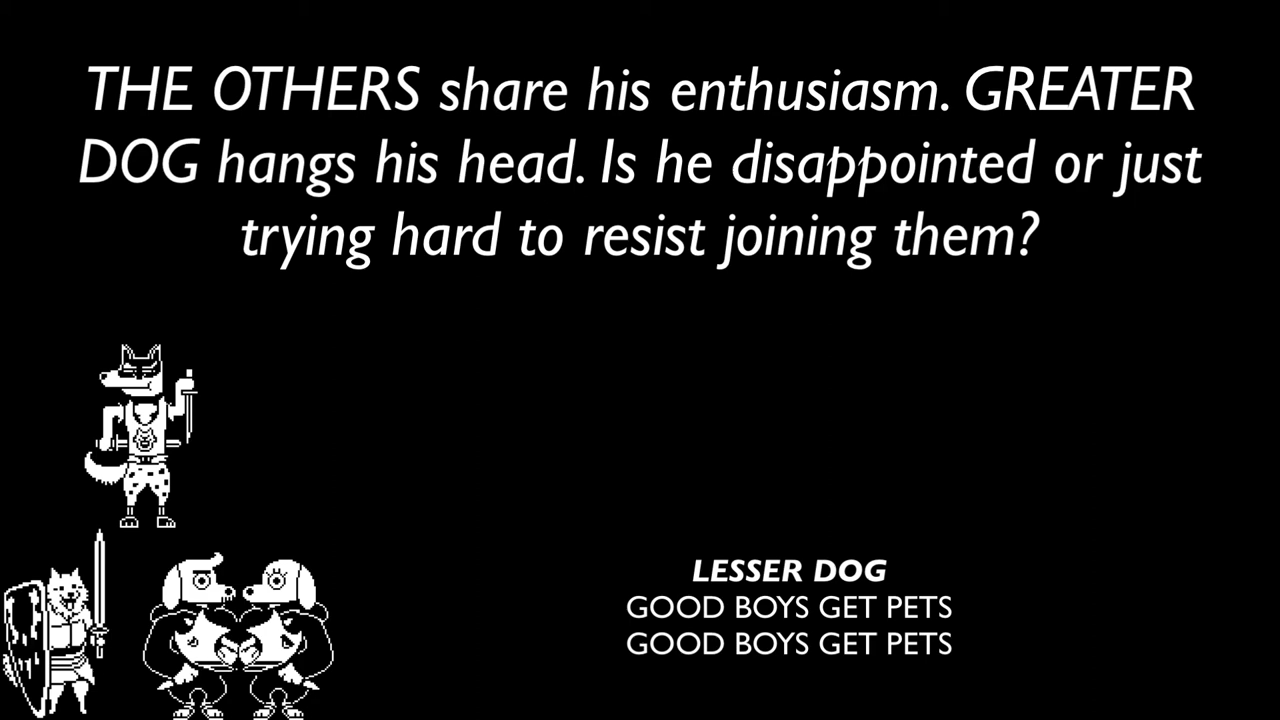 THE OTHERS share his enthusiasm. GREATER
DOG hangs his head. Is he disappointed or just
trying hard to resist joining them?
LESSER DOG
GOOD BOYS GET PETS
GOOD BOYS GET PETS